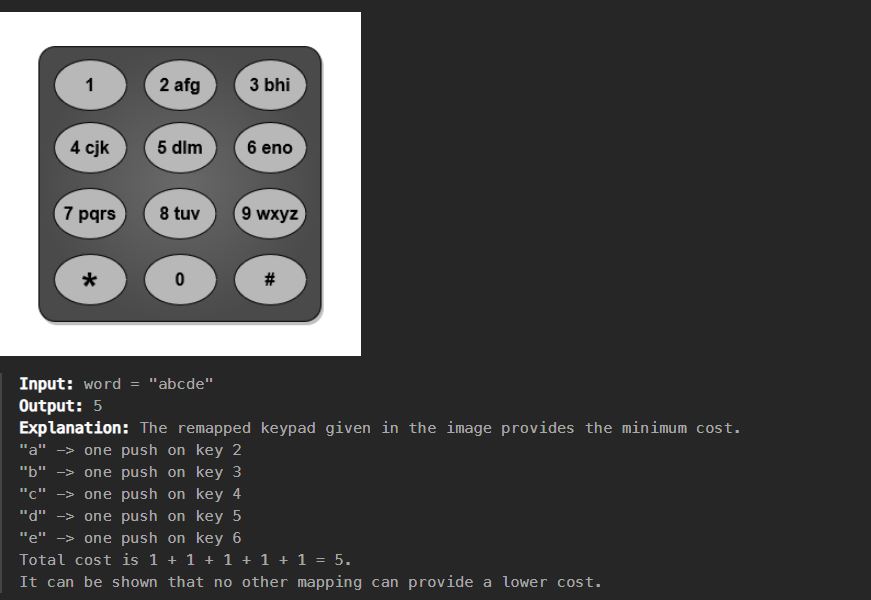 1
2 afg
3 bhi
4 cjk
5 dlm
6 eno
7 pqrs
8 tuv
9 wxyz
*
0
#
Input: word = "abcde"
Output: 5
Explanation: The remapped keypad given in the image provides the minimum cost.
"a" —> one push on key 2
"b" —> one push on key 3
"c" —> one push on key 4
"d" —> one push on key 5
"e" —> one push on key 6
Total cost is 1 + 1 + 1 + 1 + 1 = 5.
It can be shown that no other mapping can provide a lower cost.